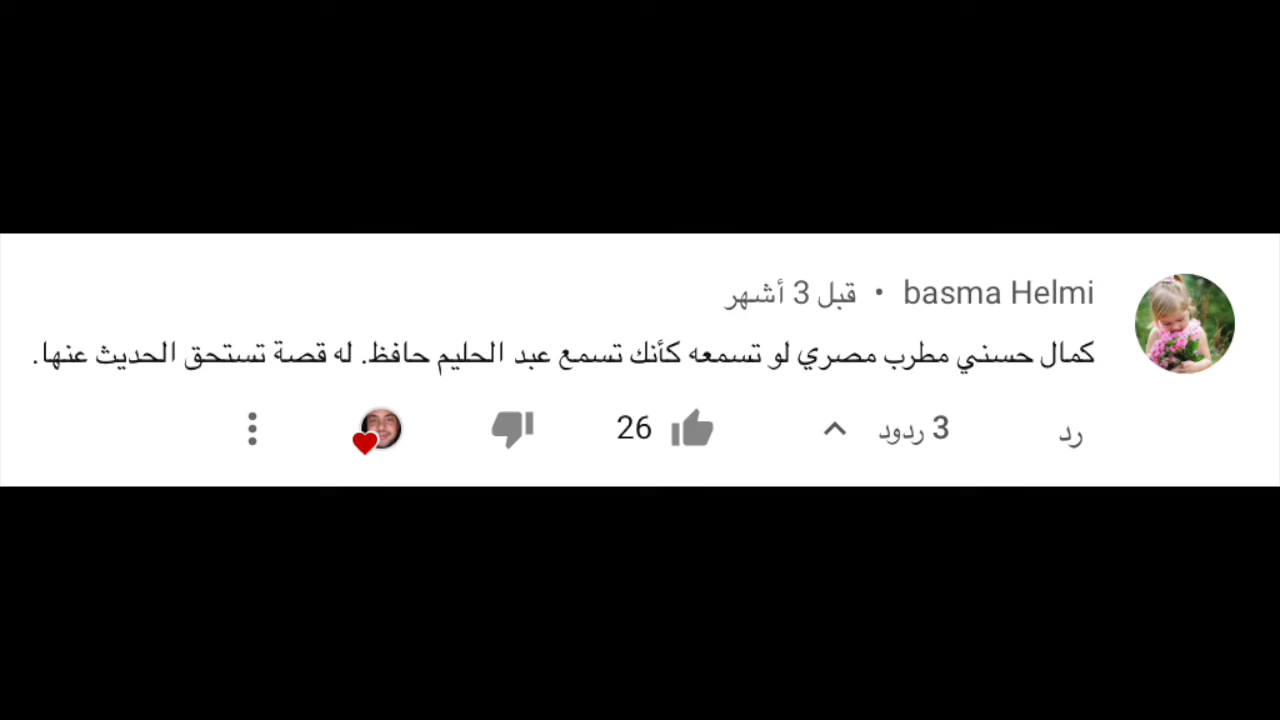 basma Helmi • قبل 3 أشهر
كمال حسني مطرب مصري لو تسمعه كأنك تسمع عبد الحليم حافظ. له قصة تستحق الحديث عنها.
رد 3 ردود 26